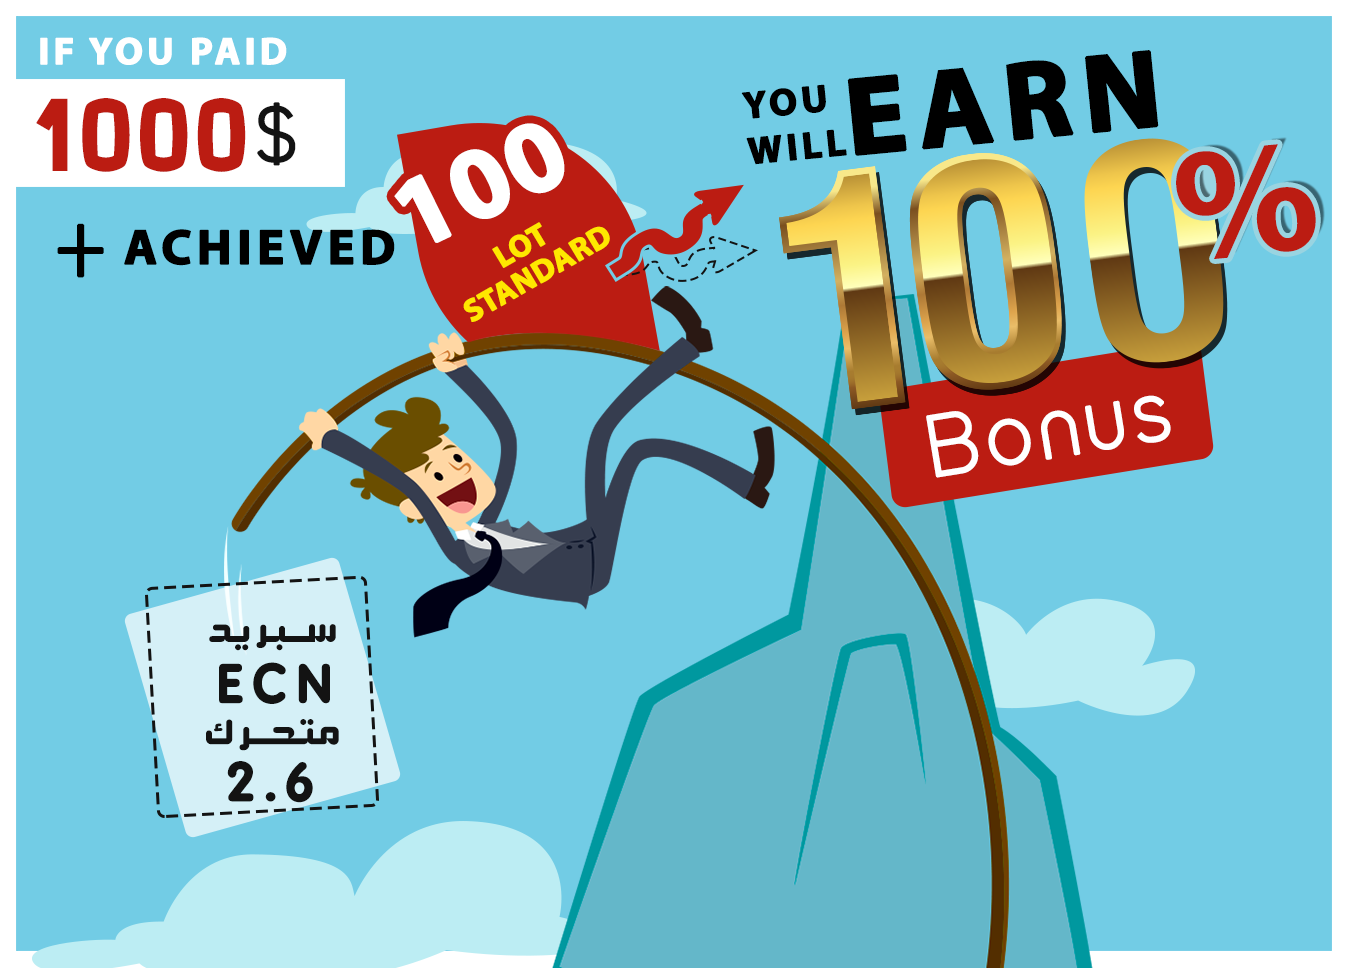 IF YOU PAID
1000$
+ ACHIEVED
100
LOT
STANDARD
YOU
WILL EARN
100%
Bonus
سبريد
ECN
متحرك
2.6